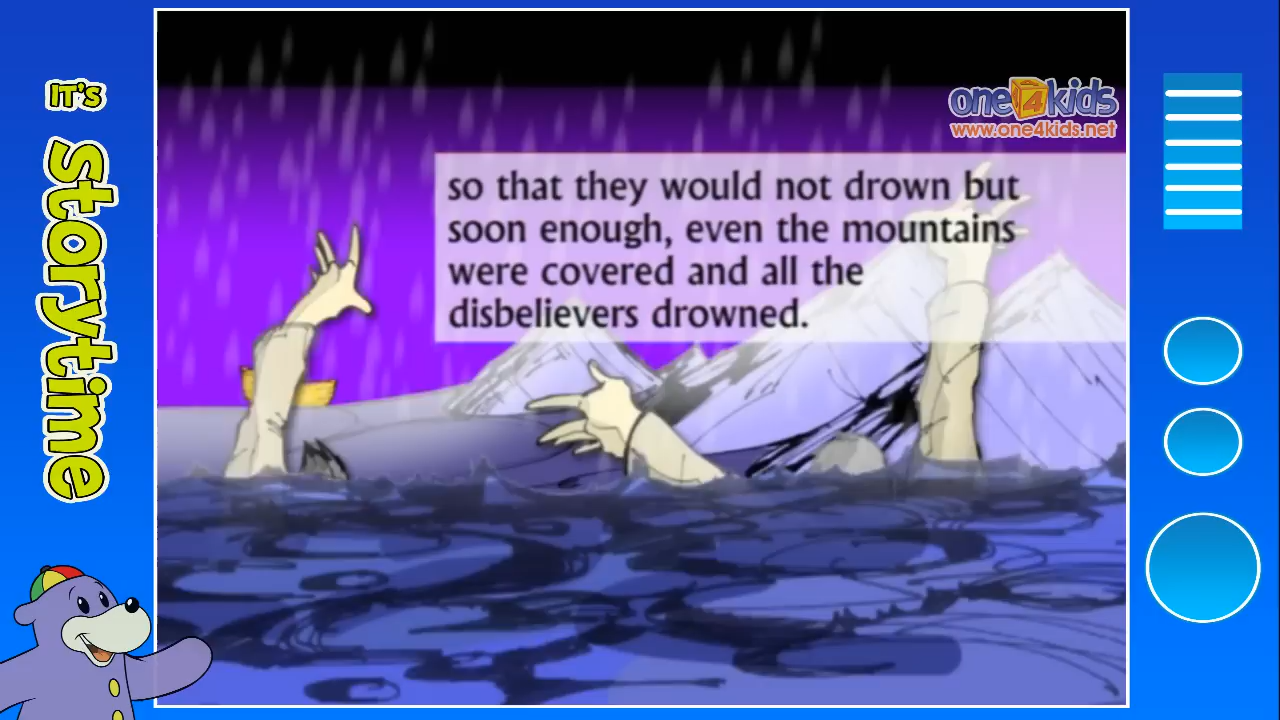 IT's
Storytime
one4kids
www.one4kids.net
so that they would not drown but
soon enough, even the mountains
were covered and all the
disbelievers drowned.